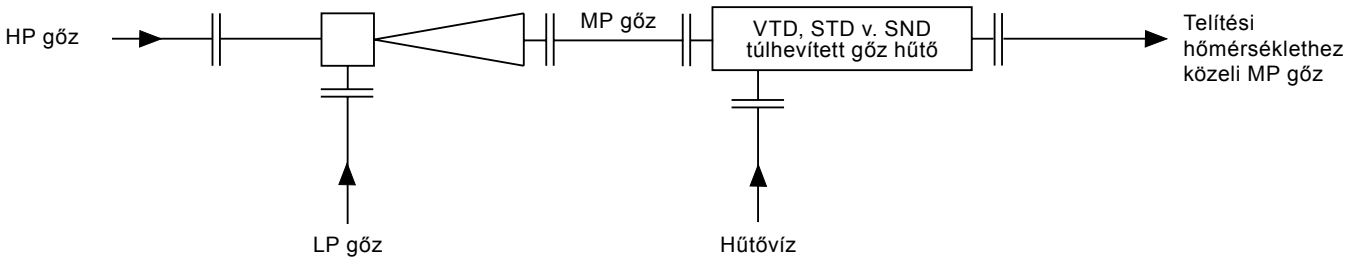 HP gőz
MP gőz
VTD, STD v. SND
túlhevített gőz hűtő
Telítési
hőmérséklethez
közeli MP gőz
LP gőz
Hűtővíz